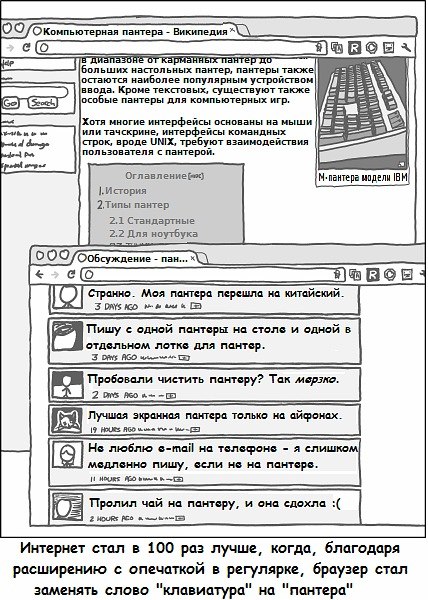 Компьютерная пантера - Википедия
в диапазоне от карманных пантер до
больших настольных пантер, пантеры также
остаются наиболее популярным устройством
ввода. Кроме текстовых, существуют также
особые пантеры для компьютерных игр.
Хотя многие интерфейсы основаны на мыши
или тачскрине, интерфейсы командных
строк, вроде UNIX, требуют взаимодействия
пользователя с пантерой.
Go Search
M-пантера модели IBM
Оглавление
1. История
2. Типы пантер
2.1 Стандартные
2.2 Для ноутбука
Обсуждение - пан...
Странно. Моя пантера перешла на китайский.
3 DAYS AGO
Пишу с одной пантеры на столе и одной в
отдельном лотке для пантер.
3 DAYS AGO
Пробовали чистить пантеру? Так мерзко.
2 DAYS AGO
Лучшая экранная пантера только на айфонах.
19 HOURS AGO
Не люблю e-mail на телефоне - я слишком
медленно пишу, если не на пантере.
11 HOURS AGO
Пролил чай на пантеру, и она сдохла :(
2 HOURS AGO
Интернет стал в 100 раз лучше, когда, благодаря
расширению с опечаткой в регулярке, браузер стал
заменять слово "клавиатура" на "пантера"